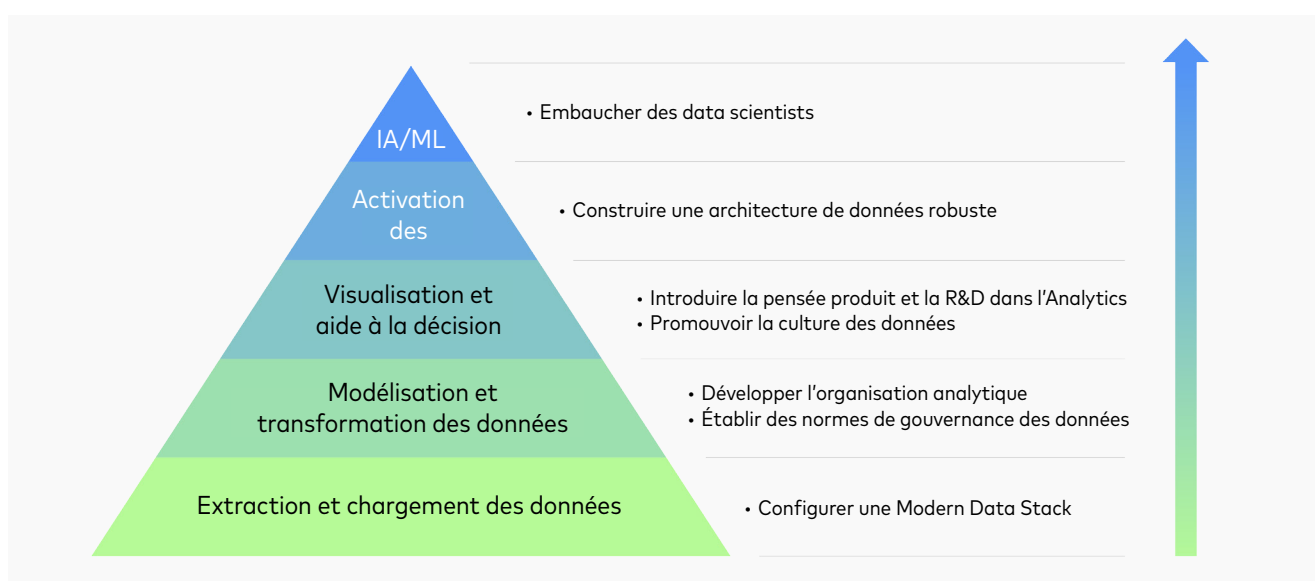 IA/ML
• Embaucher des data scientists
Activation
des
• Construire une architecture de données robuste
Visualisation et
aide à la décision
• Introduire la pensée produit et la R&D dans l’Analytics
• Promouvoir la culture des données
Modélisation et
transformation des données
• Développer l’organisation analytique
• Établir des normes de gouvernance des données
Extraction et chargement des données
• Configurer une Modern Data Stack